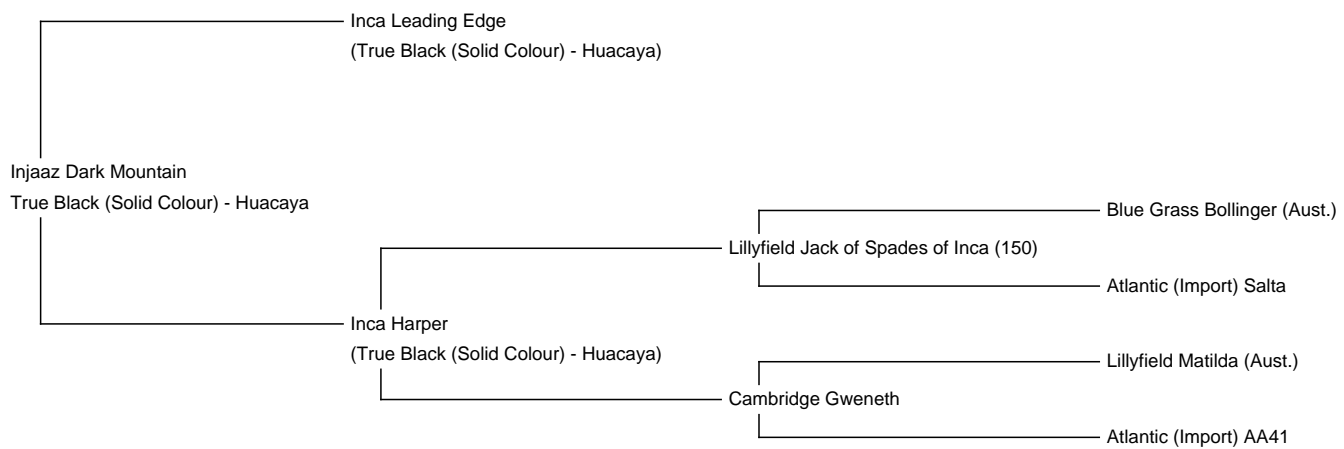 Inca Leading Edge
(True Black (Solid Colour) - Huacaya)
Injaaz Dark Mountain
True Black (Solid Colour) - Huacaya
Blue Grass Bollinger (Aust.)
Lillyfield Jack of Spades of Inca (150)
Atlantic (Import) Salta
Inca Harper
(True Black (Solid Colour) - Huacaya)
Lillyfield Matilda (Aust.)
Cambridge Gweneth
Atlantic (Import) AA41